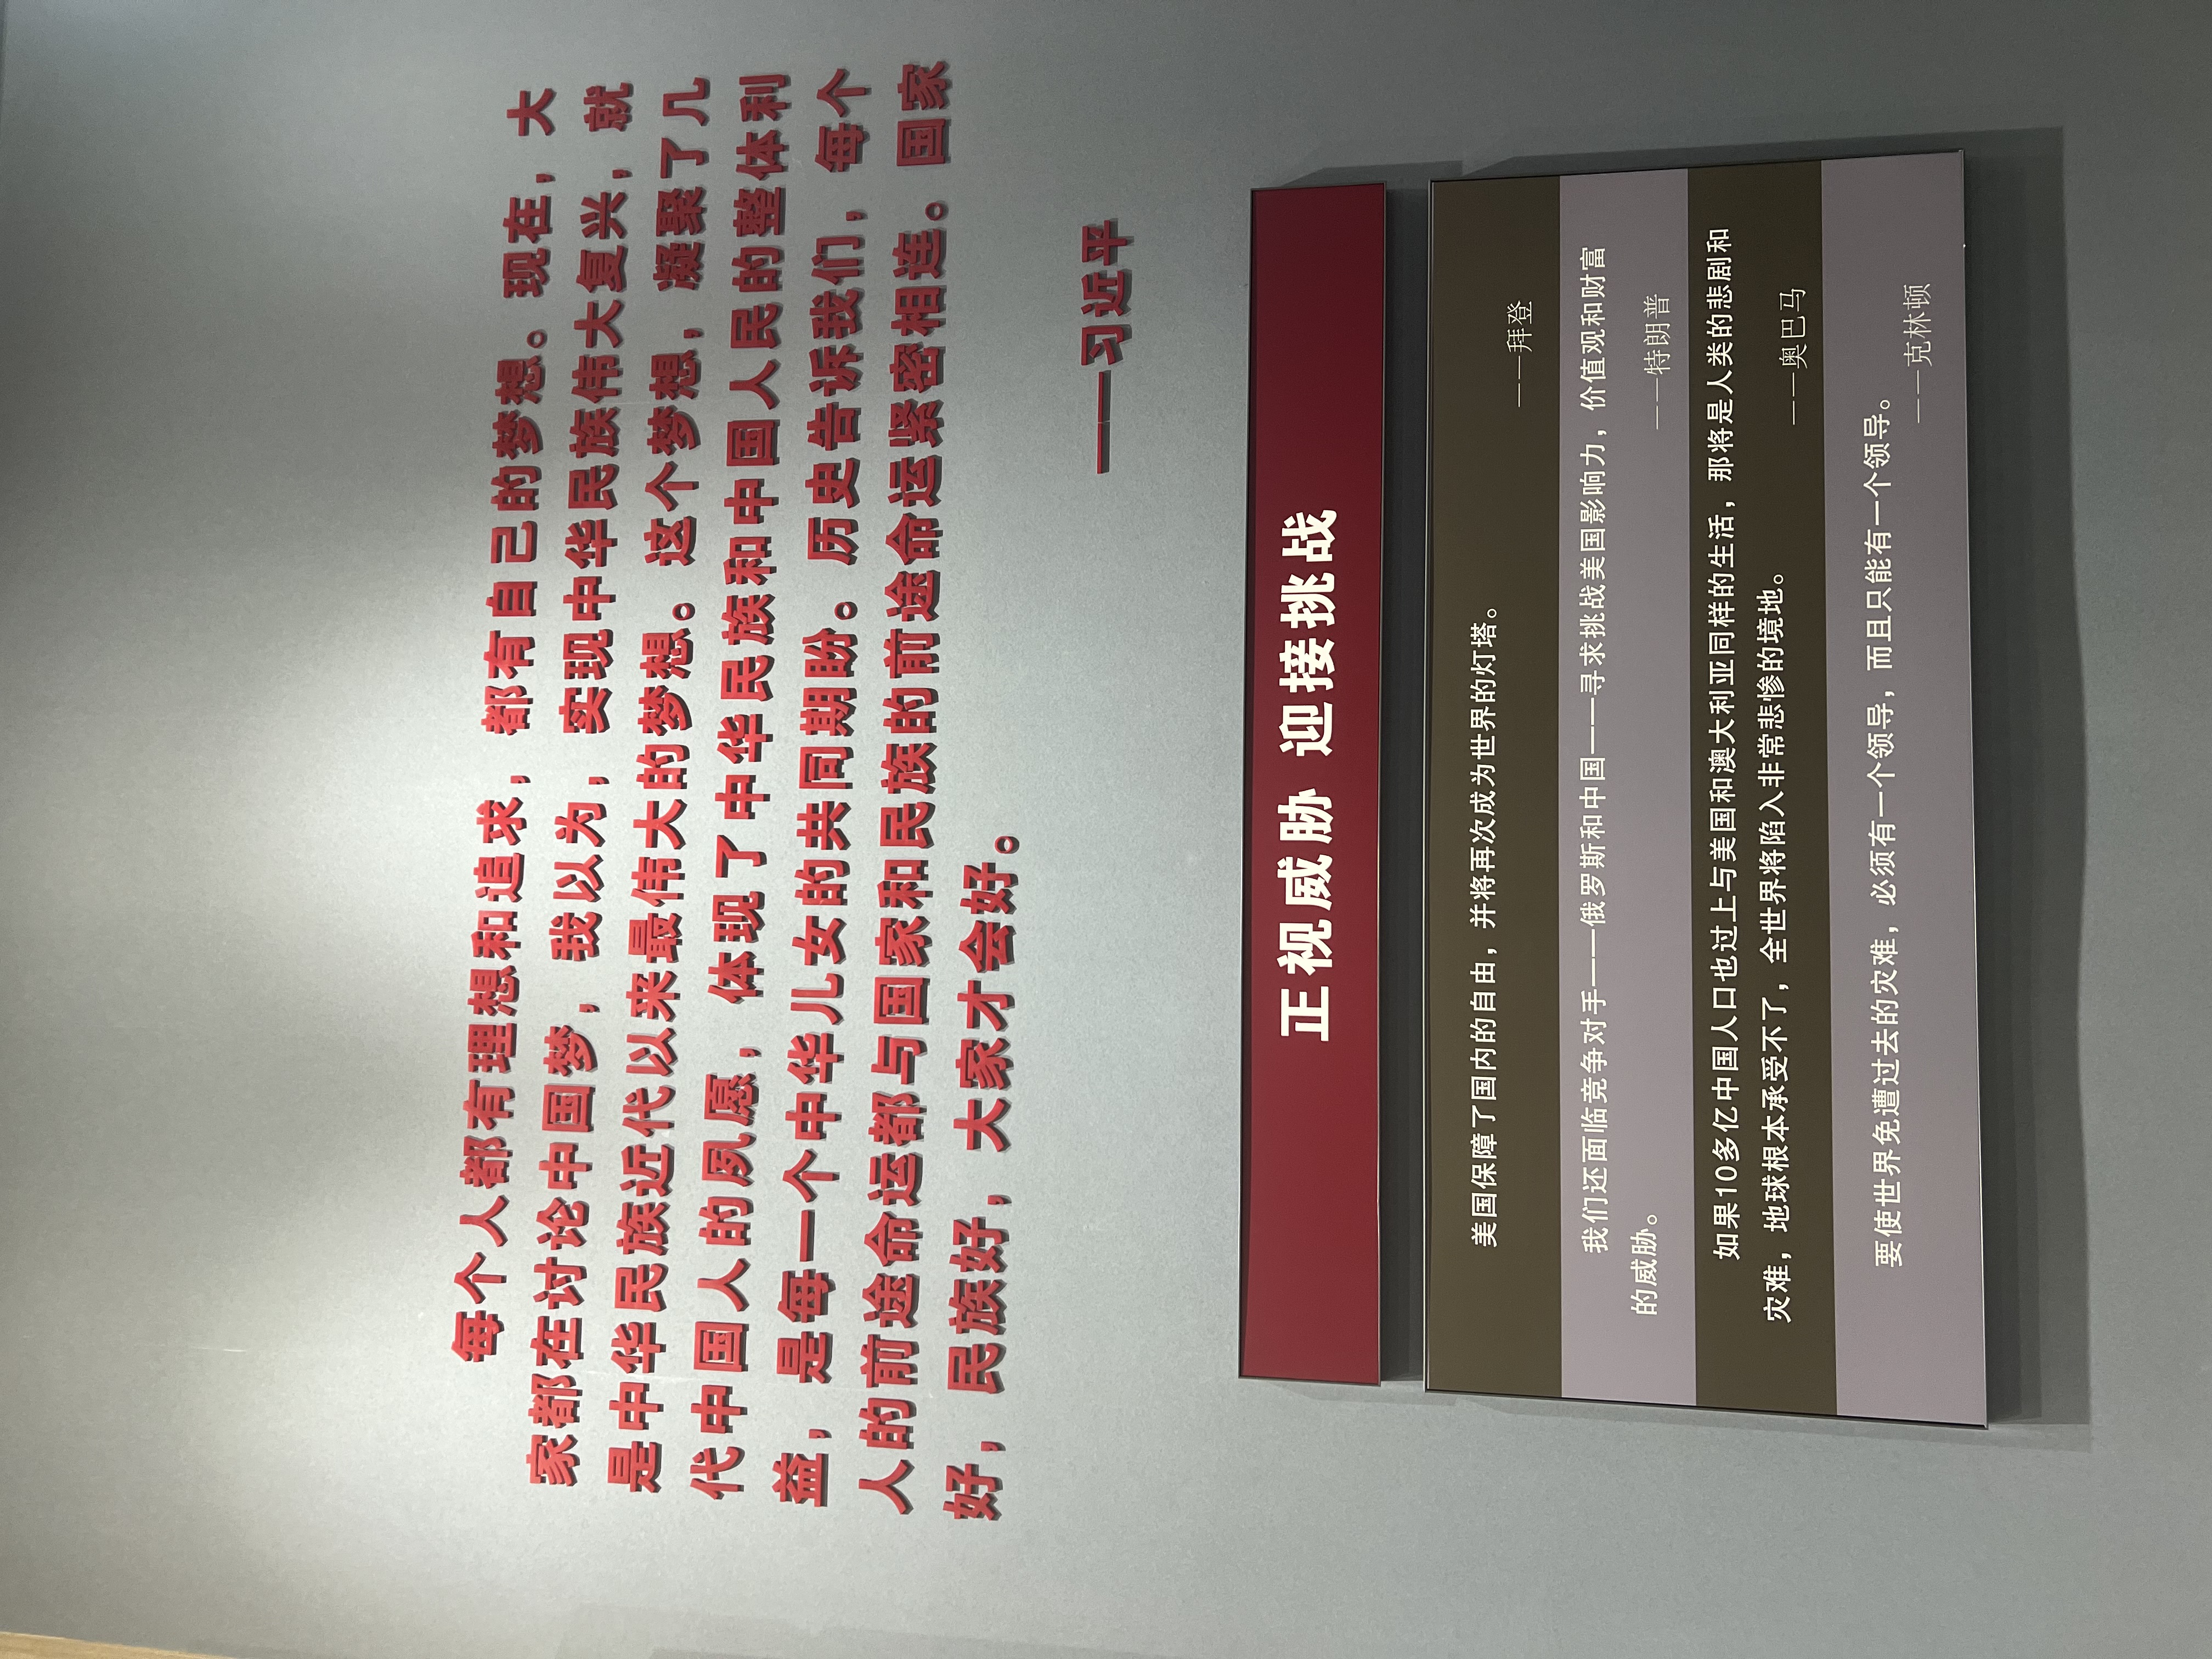 每个人都有理想和追求，都有自己的梦想。现在，大
家都在讨论中国梦，我以为，实现中华民族伟大复兴，就
是中华民族近代以来最伟大的梦想。这个梦想，凝聚了几
代中国人的夙愿，体现了中华民族和中国人民的整体利
益，是每一个中华儿女的共同期盼。历史告诉我们，每个
人的前途命运都与国家和民族的前途命运紧密相连。国家
好，民族好，大家才会好。
——习近平
正视威胁 迎接挑战
美国保障了国内的自由，并将再次成为世界的灯塔。
——拜登
我们还面临竞争对手——俄罗斯和中国——寻求挑战美国影响力，价值观和财富
的威胁。
——特朗普
如果10多亿中国人口也过上与美国和澳大利亚同样的生活，那将是人类的悲剧和
灾难，地球根本承受不了，全世界将陷入非常悲惨的境地。
——奥巴马
要使世界免遭过去的灾难，必须有一个领导，而且只能有一个领导。
——克林顿